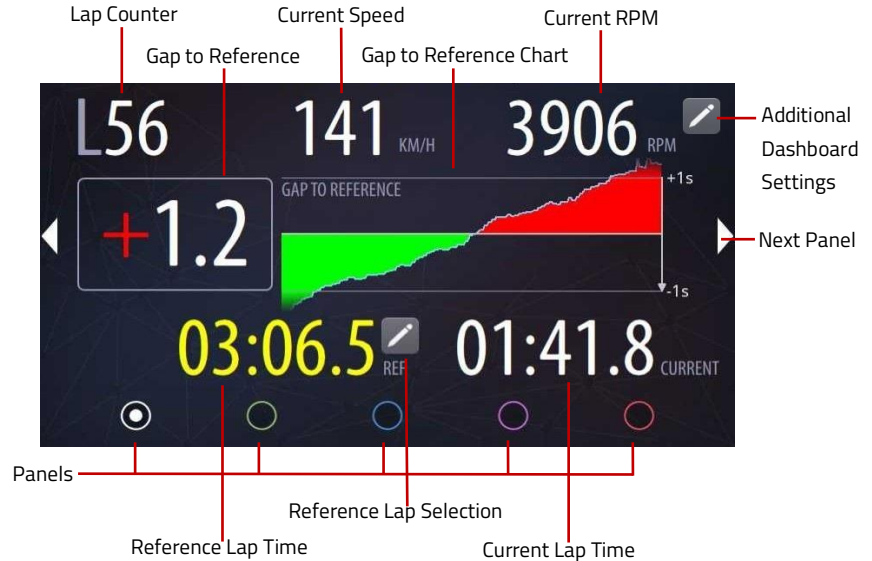 Lap Counter
Current Speed
Current RPM
Gap to Reference
Gap to Reference Chart
L56
141 KM/H
3906 RPM
Additional
Dashboard
Settings
GAP TO REFERENCE
+1s
+1.2
Next Panel
-1s
03:06.5 REF
01:41.8 CURRENT
Panels
Reference Lap Selection
Reference Lap Time
Current Lap Time